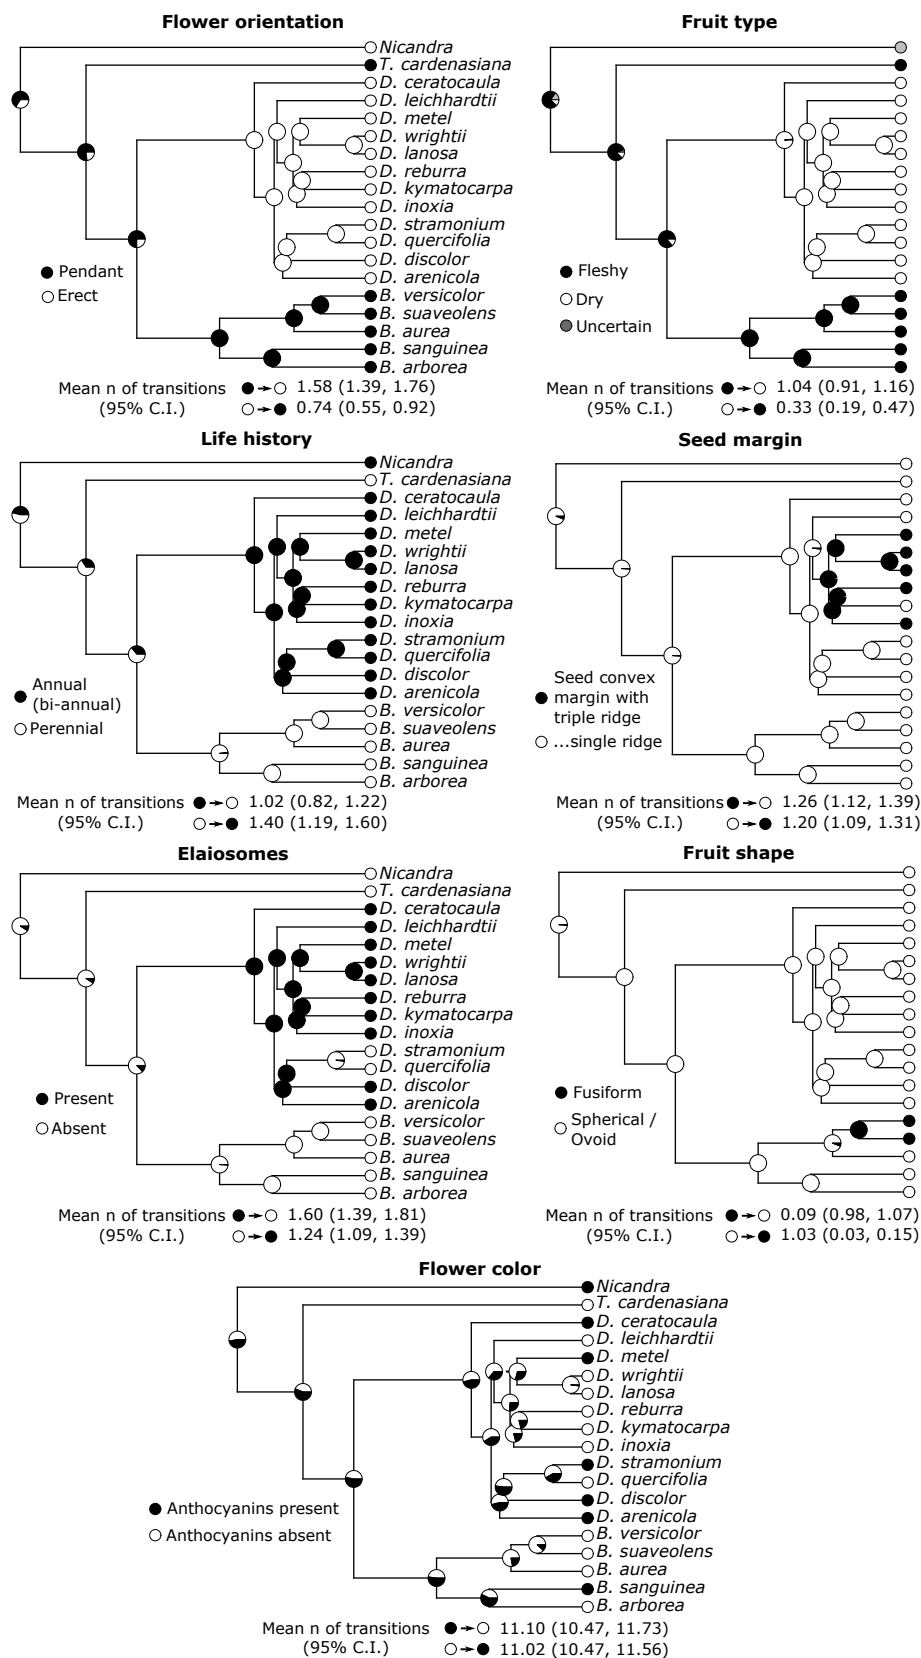 Flower orientation
Nicandra
T. cardenasiana
D. ceratocaula
D. leichhardtii
D. metel
D. wrightii
D. lanosa
D. reburra
D. kymatocarpa
D. inoxia
D. stramonium
D. quercifolia
D. discolor
D. arenicola
B. versicolor
B. suaveolens
B. aurea
B. sanguinea
B. arborea
Pendant
Erect
Mean n of transitions
(95% C.I.)
1.58 (1.39, 1.76)
0.74 (0.55, 0.92)
Fruit type
Fleshy
Dry
Uncertain
Mean n of transitions
(95% C.I.)
1.04 (0.91, 1.16)
0.33 (0.19, 0.47)
Life history
Nicandra
T. cardenasiana
D. ceratocaula
D. leichhardtii
D. metel
D. wrightii
D. lanosa
D. reburra
D. kymatocarpa
D. inoxia
D. stramonium
D. quercifolia
D. discolor
D. arenicola
B. versicolor
B. suaveolens
B. aurea
B. sanguinea
B. arborea
Annual
(bi-annual)
Perennial
Mean n of transitions
(95% C.I.)
1.02 (0.82, 1.22)
1.40 (1.19, 1.60)
Seed margin
Seed convex
margin with
triple ridge
...single ridge
Mean n of transitions
(95% C.I.)
1.26 (1.12, 1.39)
1.20 (1.09, 1.31)
Elaiosomes
Nicandra
T. cardenasiana
D. ceratocaula
D. leichhardtii
D. metel
D. wrightii
D. lanosa
D. reburra
D. kymatocarpa
D. inoxia
D. stramonium
D. quercifolia
D. discolor
D. arenicola
B. versicolor
B. suaveolens
B. aurea
B. sanguinea
B. arborea
Present
Absent
Mean n of transitions
(95% C.I.)
1.60 (1.39, 1.81)
1.24 (1.09, 1.39)
Fruit shape
Fusiform
Spherical /
Ovoid
Mean n of transitions
(95% C.I.)
0.09 (0.98, 1.07)
1.03 (0.03, 0.15)
Flower color
Nicandra
T. cardenasiana
D. ceratocaula
D. leichhardtii
D. metel
D. wrightii
D. lanosa
D. reburra
D. kymatocarpa
D. inoxia
D. stramonium
D. quercifolia
D. discolor
D. arenicola
B. versicolor
B. suaveolens
B. aurea
B. sanguinea
B. arborea
Anthocyanins present
Anthocyanins absent
Mean n of transitions
(95% C.I.)
11.10 (10.47, 11.73)
11.02 (10.47, 11.56)